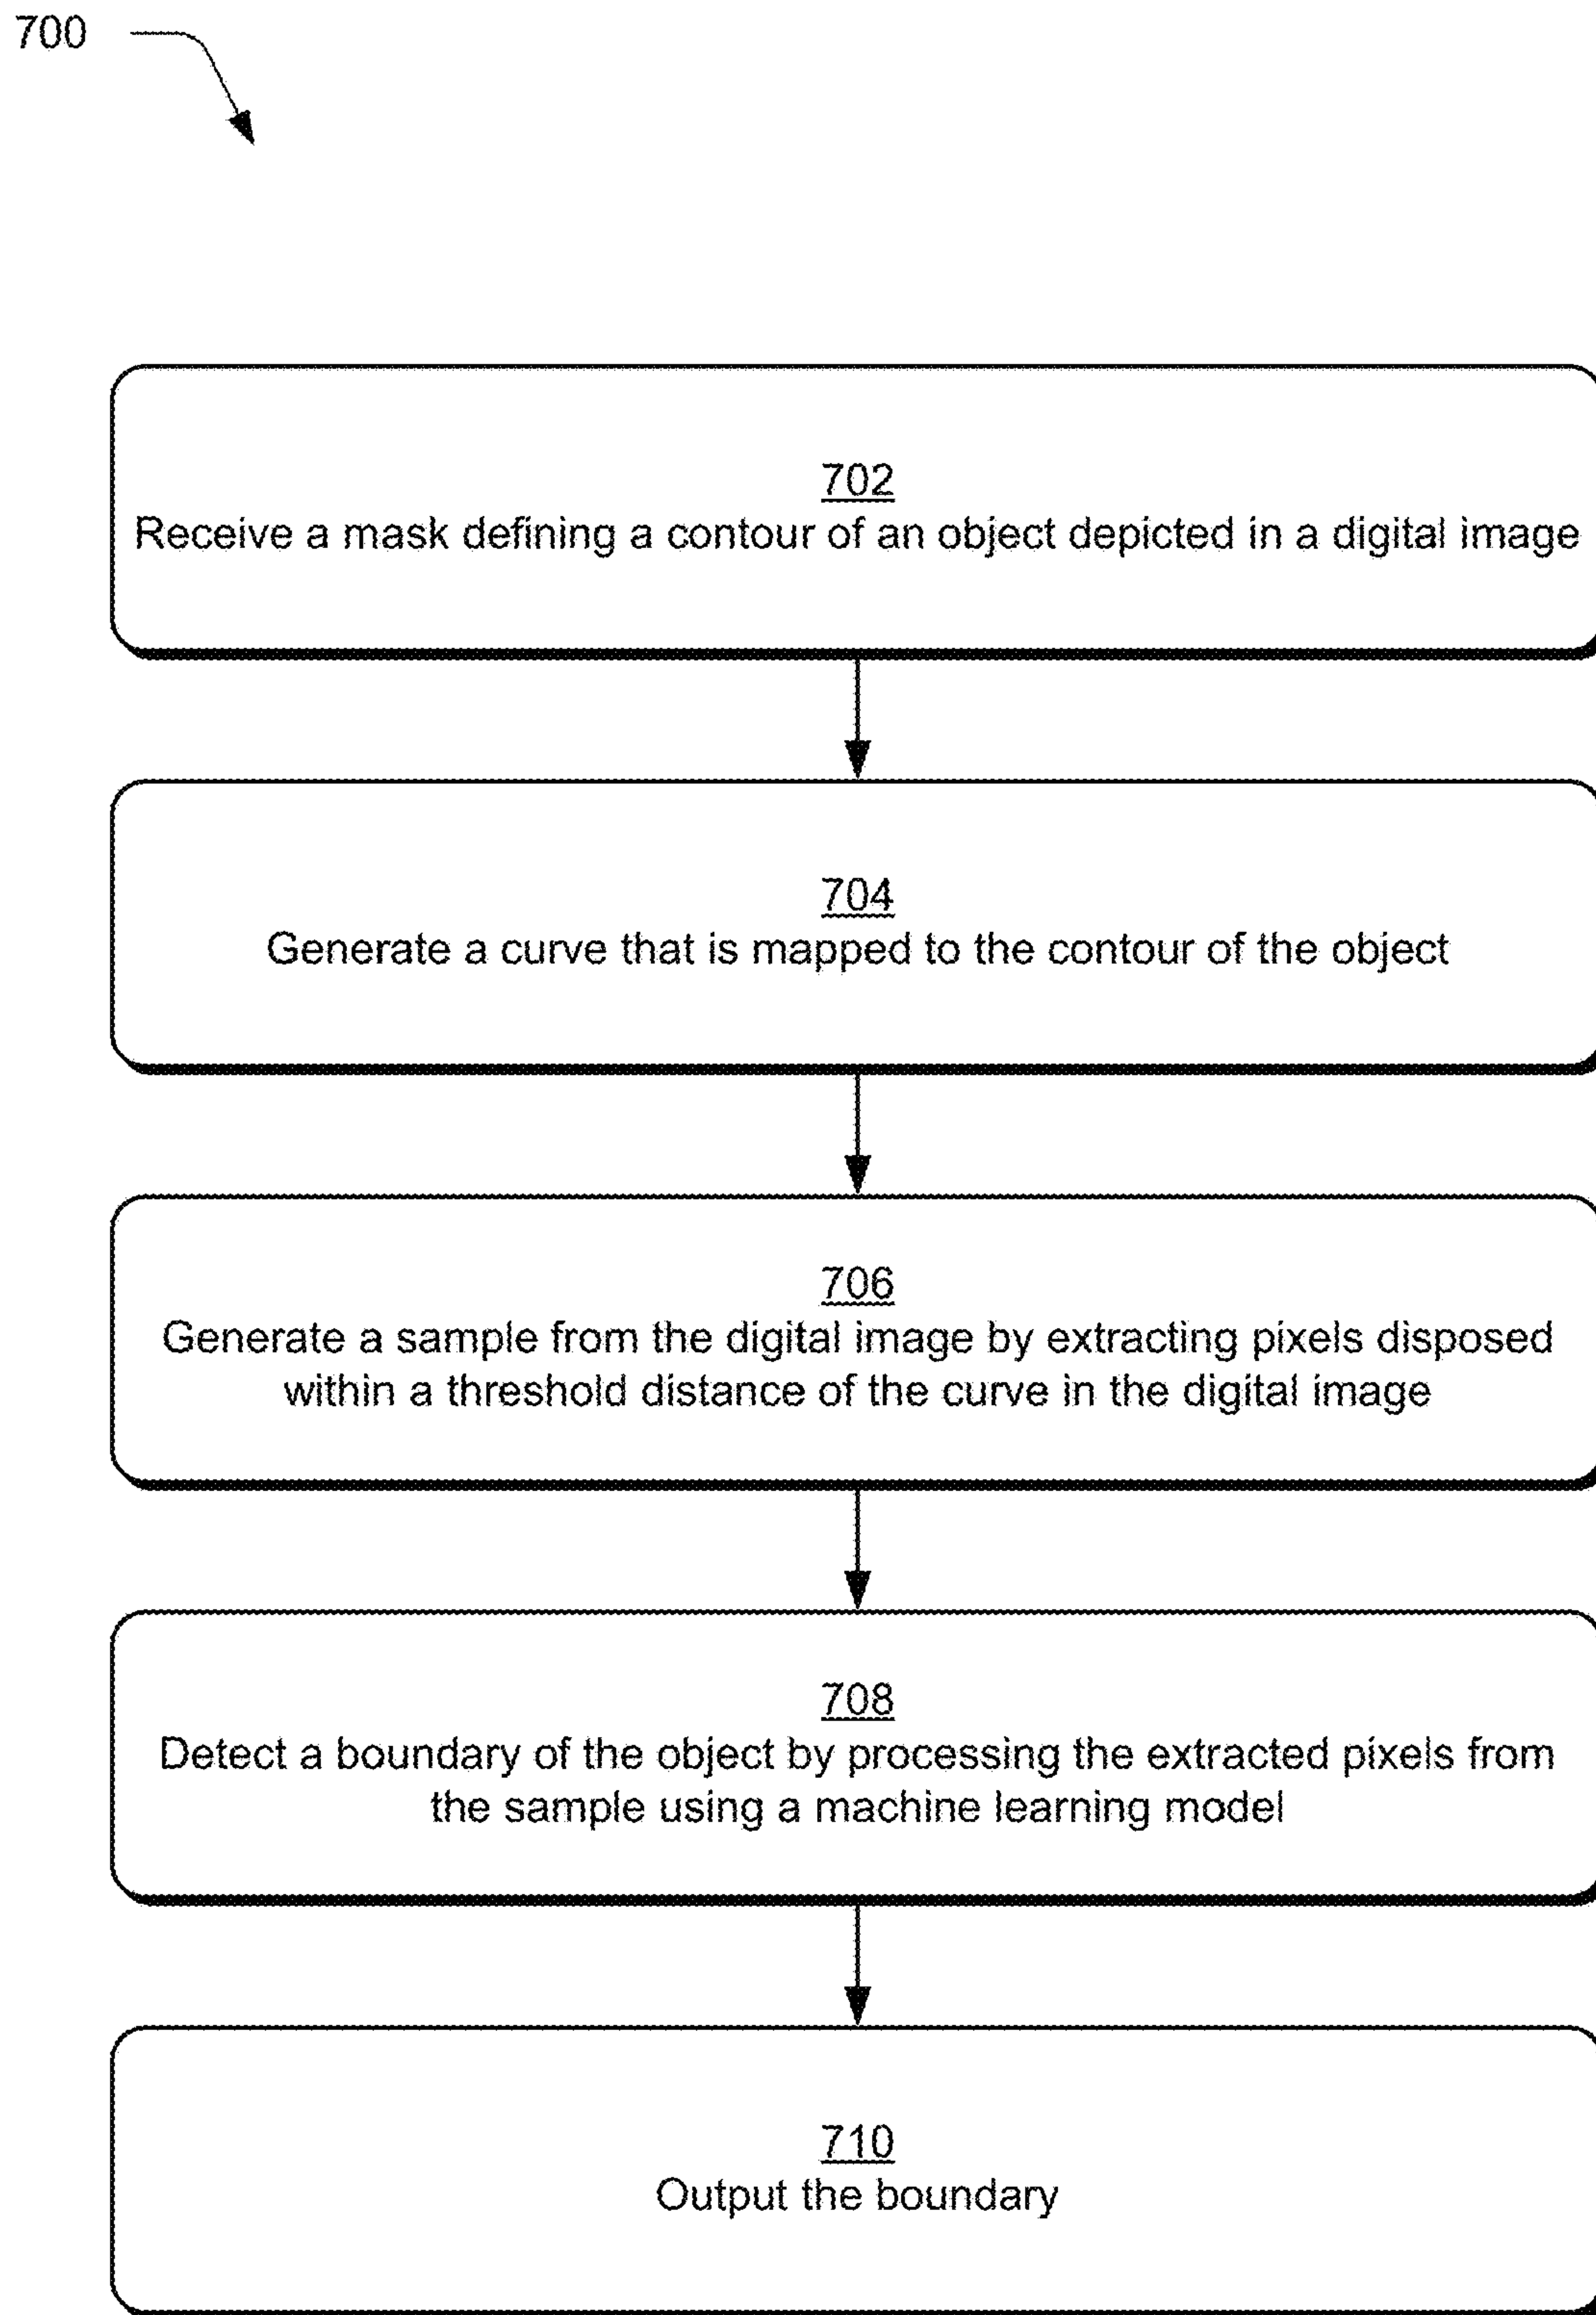 700
702
Receive a mask defining a contour of an object depicted in a digital image
704
Generate a curve that is mapped to the contour of the object
706
Generate a sample from the digital image by extracting pixels disposed
within a threshold distance of the curve in the digital image
708
Detect a boundary of the object by processing the extracted pixels from
the sample using a machine learning model
710
Output the boundary